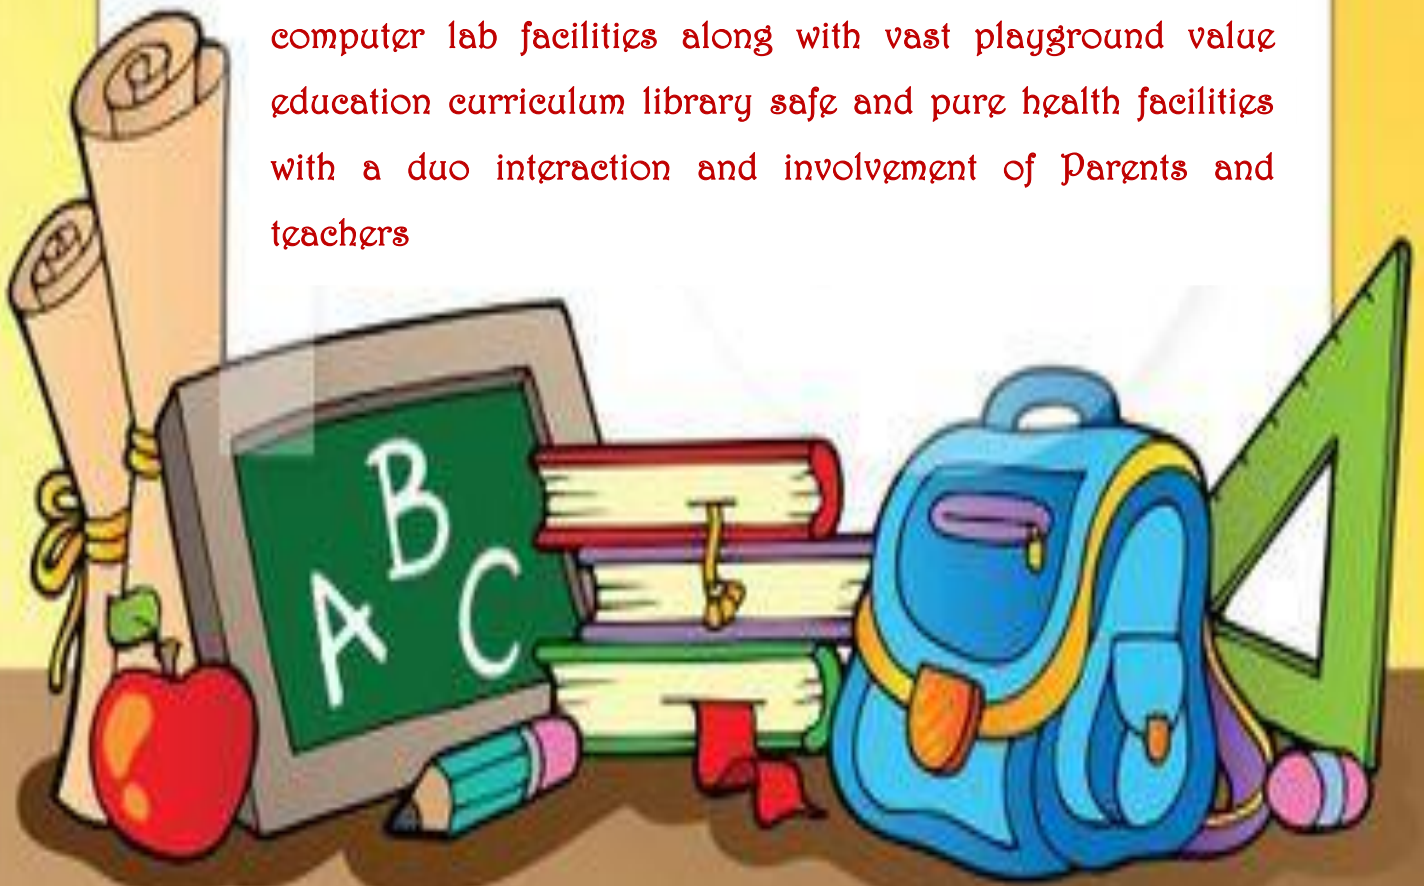 computer lab facilities along with vast playground value
education curriculum library safe and pure health facilities
with a duo interaction and involvement of Parents and
teachers
B
A C